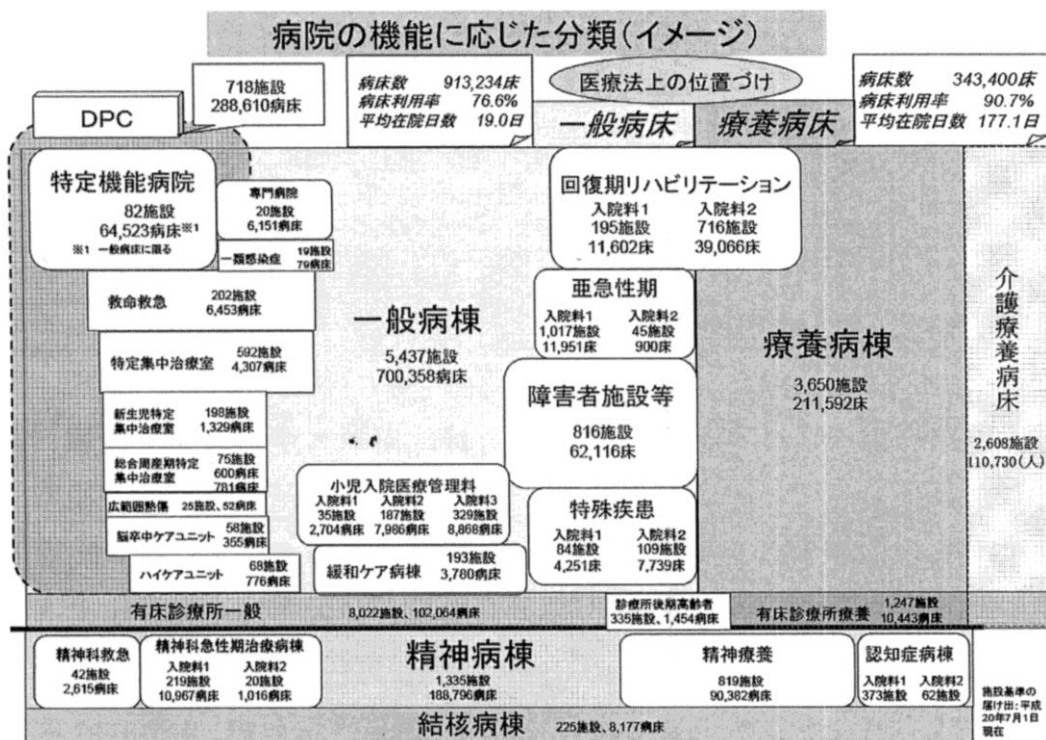 病院の機能に応じた分類(イメージ)
718施設
288,610病床
病床数 913,234床
病床利用率 76.6%
平均在院日数 19.0日
医療法上の位置づけ
病床数 343,400床
病床利用率 90.7%
平均在院日数 177.1日
DPC
一般病床
療養病床
特定機能病院
82施設
64,523病床※1
※1 一般病床に限る
専門病院
20施設
6,151病床
一類感染症
19施設
79病床
救命救急
202施設
6,453病床
特定集中治療室
592施設
4,307病床
新生児特定
集中治療室
198施設
1,329病床
総合周産期特定
集中治療室
75施設
600病床
781病床
広範囲熱傷 25施設、52病床
脳卒中ケアユニット
58施設
355病床
ハイケアユニット
68施設
776病床
一般病棟
5,437施設
700,358病床
小児入院医療管理料
入院料1 入院料2 入院料3
35施設 187施設 329施設
2,704病床 7,986病床 8,868病床
緩和ケア病棟
193施設
3,780病床
回復期リハビリテーション
入院料1 入院料2
195施設 716施設
11,602床 39,066床
亜急性期
入院料1 入院料2
1,017施設 45施設
11,951床 900床
障害者施設等
816施設
62,116床
特殊疾患
入院料1 入院料2
84施設 109施設
4,251床 7,739床
療養病棟
3,650施設
211,592床
介護療養病床
2,608施設
110,730(人)
有床診療所一般 8,022施設、102,064病床
診療所後期高齢者
335施設、1,454病床
有床診療所療養
1,247施設
10,443病床
精神科救急
42施設
2,615病床
精神科急性期治療病棟
入院料1 入院料2
219施設 20施設
10,967病床 1,016病床
精神病棟
1,335施設
188,796病床
精神療養
819施設
90,382病床
認知症病棟
入院料1 入院料2
373施設 62施設
結核病棟 225施設、8,177病床
施設基準の
届け出:平成
20年7月1日
現在